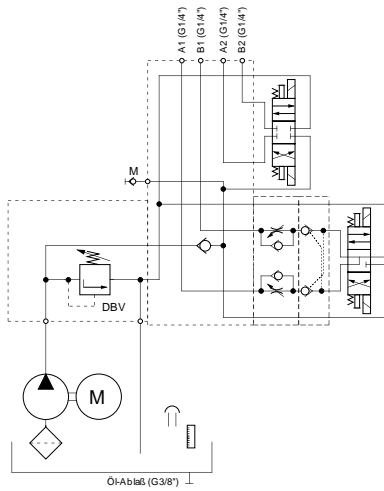 A1 (G1/4")
B1 (G1/4")
A2 (G1/4")
B2 (G1/4")
M
DBV
M
Öl-Ablaß (G3/8")